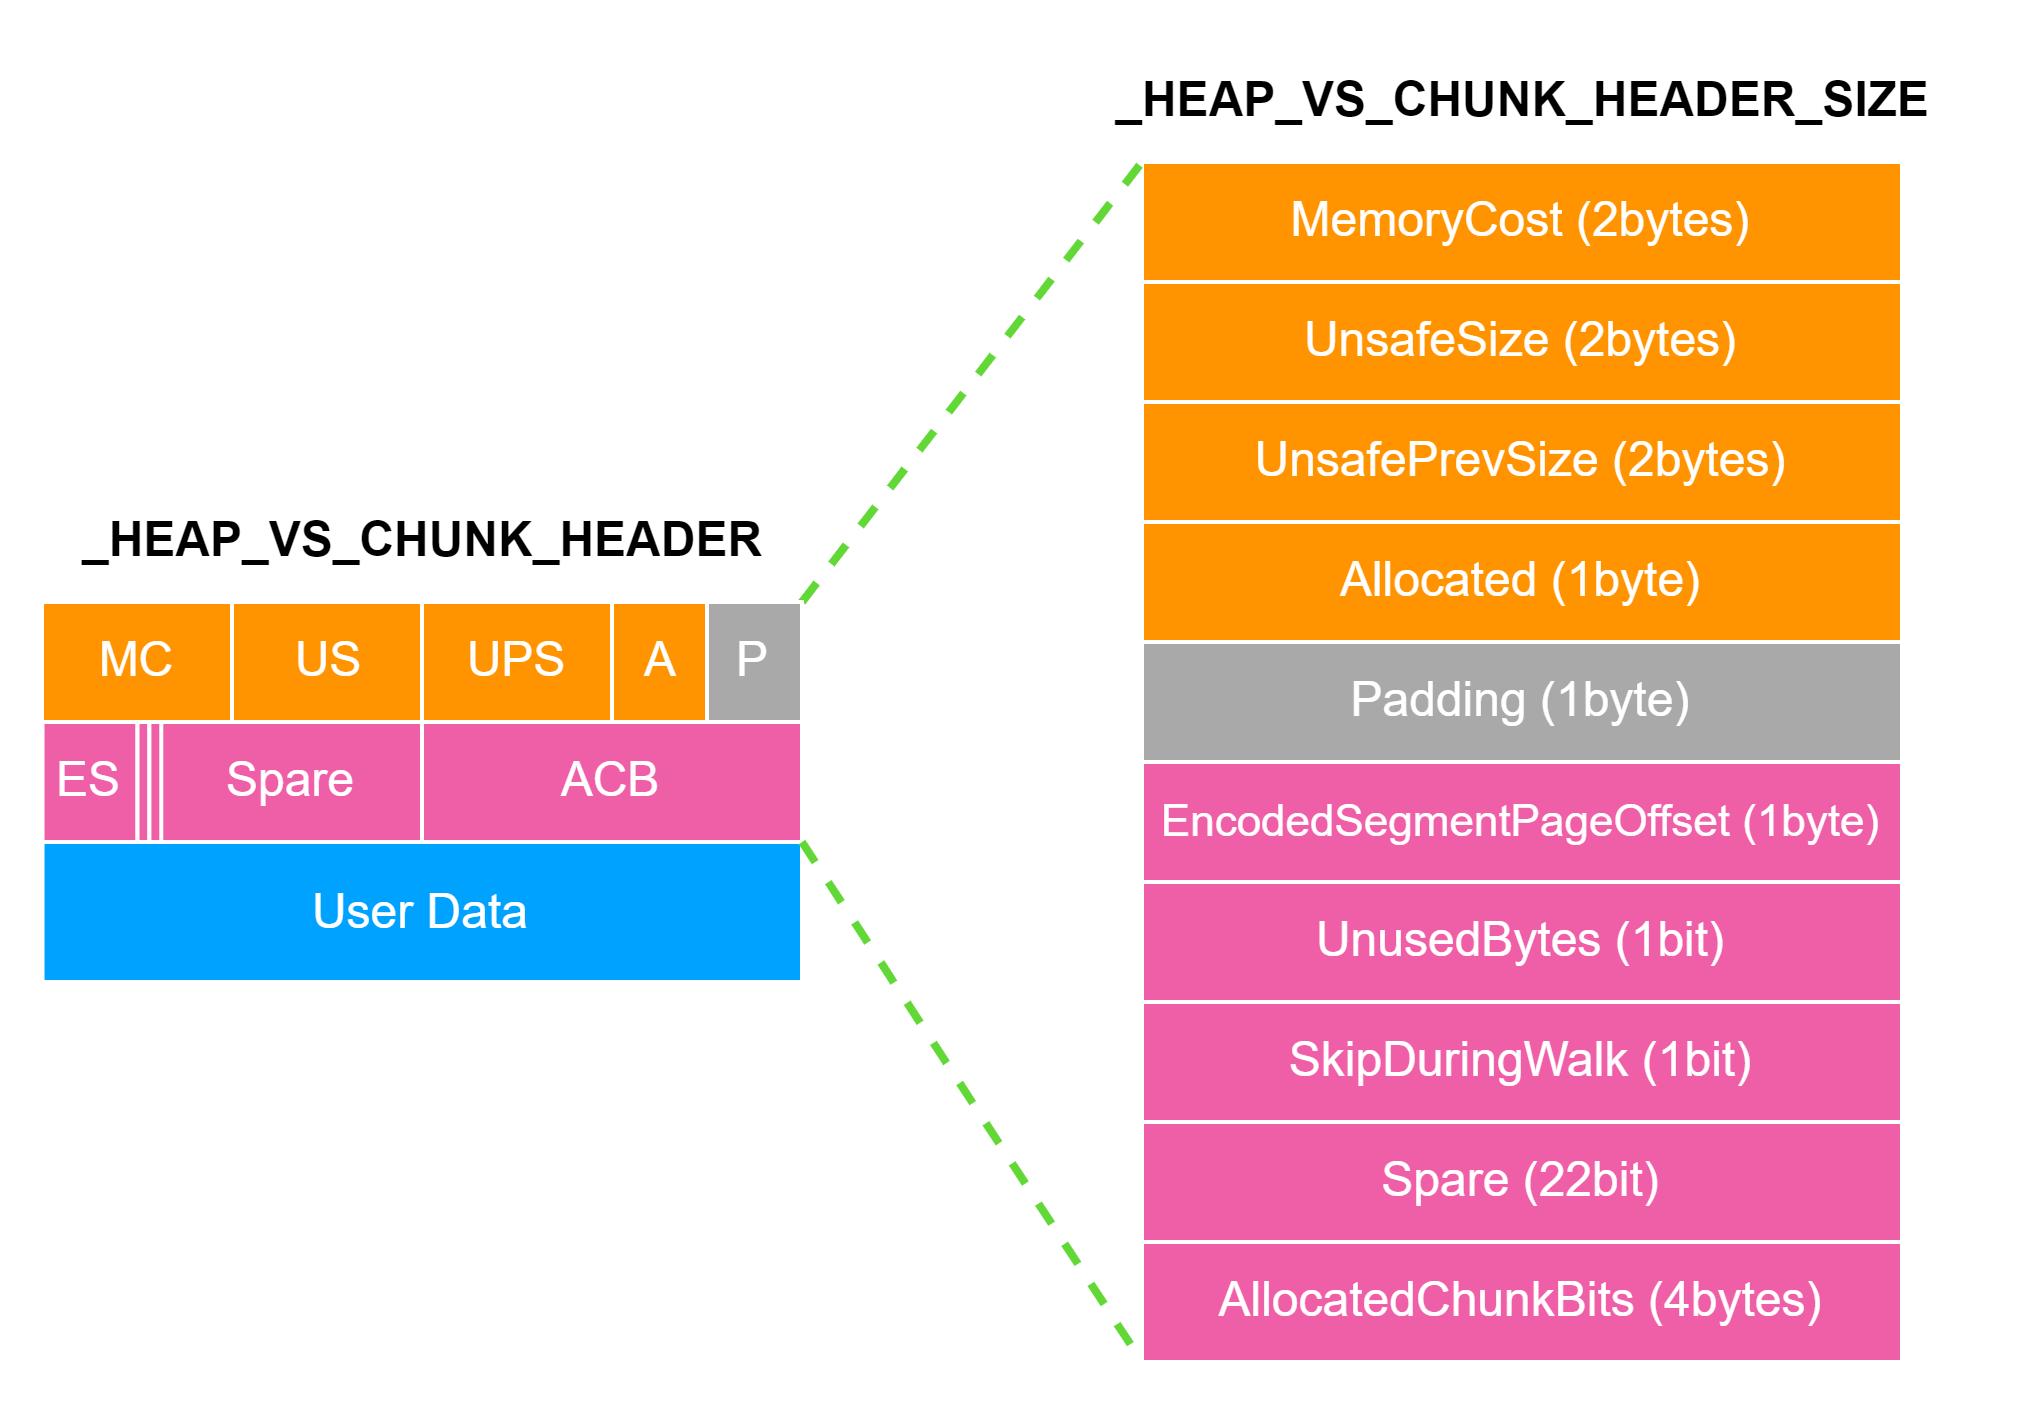 _HEAP_VS_CHUNK_HEADER
MC US UPS A P
ES Spare ACB
User Data
_HEAP_VS_CHUNK_HEADER_SIZE
MemoryCost (2bytes)
UnsafeSize (2bytes)
UnsafePrevSize (2bytes)
Allocated (1byte)
Padding (1byte)
EncodedSegmentPageOffset (1byte)
UnusedBytes (1bit)
SkipDuringWalk (1bit)
Spare (22bit)
AllocatedChunkBits (4bytes)